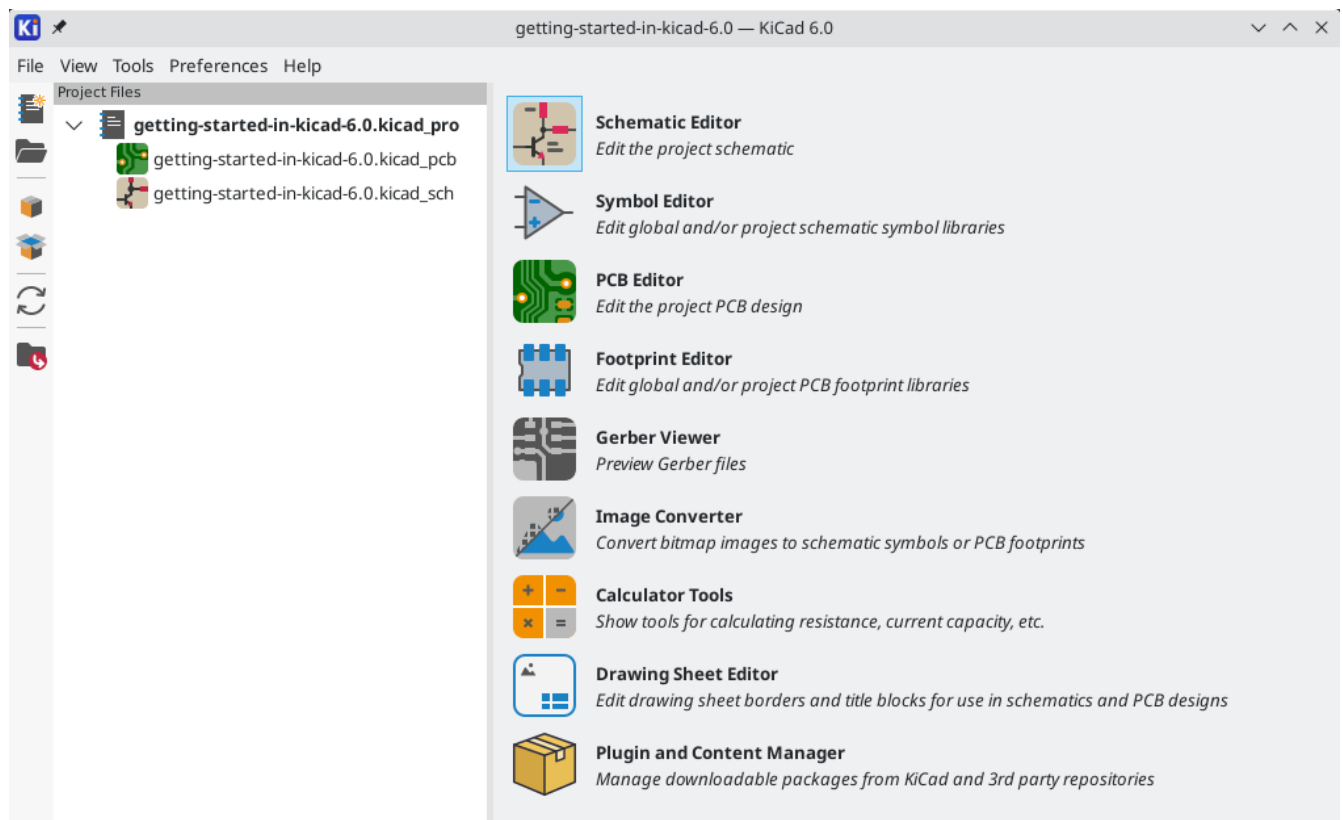 Ki
getting-started-in-kicad-6.0 — KiCad 6.0
File View Tools Preferences Help
Project Files
getting-started-in-kicad-6.0.kicad_pro
getting-started-in-kicad-6.0.kicad_pcb
getting-started-in-kicad-6.0.kicad_sch
Schematic Editor
Edit the project schematic
Symbol Editor
Edit global and/or project schematic symbol libraries
PCB Editor
Edit the project PCB design
Footprint Editor
Edit global and/or project PCB footprint libraries
Gerber Viewer
Preview Gerber files
Image Converter
Convert bitmap images to schematic symbols or PCB footprints
Calculator Tools
Show tools for calculating resistance, current capacity, etc.
Drawing Sheet Editor
Edit drawing sheet borders and title blocks for use in schematics and PCB designs
Plugin and Content Manager
Manage downloadable packages from KiCad and 3rd party repositories